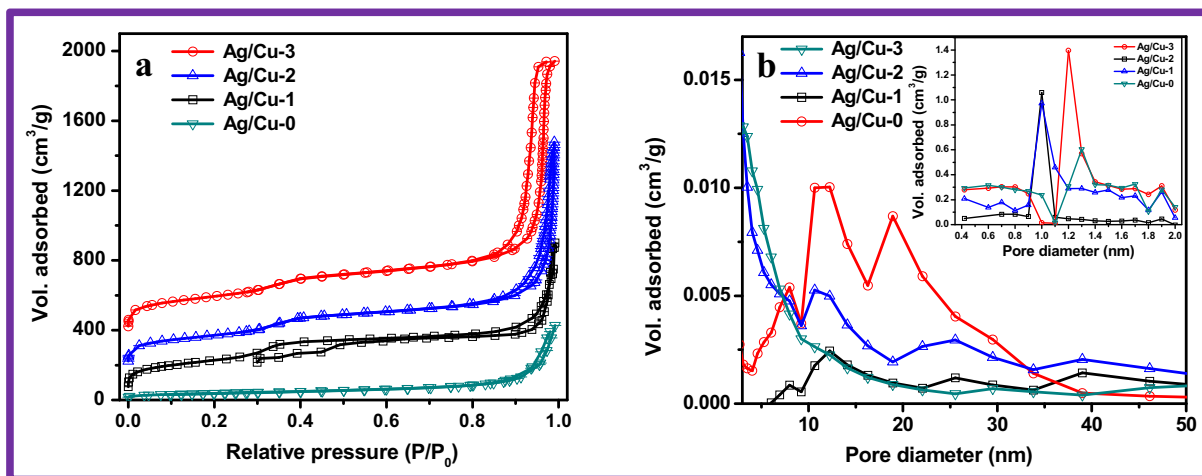 a
Ag/Cu-3
Ag/Cu-2
Ag/Cu-1
Ag/Cu-0
Vol. adsorbed (cm³/g)
2000
1600
1200
800
400
0
0.0 0.2 0.4 0.6 0.8 1.0
Relative pressure (P/P₀)
b
Ag/Cu-3
Ag/Cu-2
Ag/Cu-1
Ag/Cu-0
Vol. adsorbed (cm³/g)
0.015
0.010
0.005
0.000
10 20 30 40 50
Pore diameter (nm)
Ag/Cu-3
Ag/Cu-2
Ag/Cu-1
Ag/Cu-0
Vol. adsorbed (cm³/g)
1.4
1.2
1.0
0.8
0.6
0.4
0.2
0.0
0.4 0.6 0.8 1.0 1.2 1.4 1.6 1.8 2.0
Pore diameter (nm)